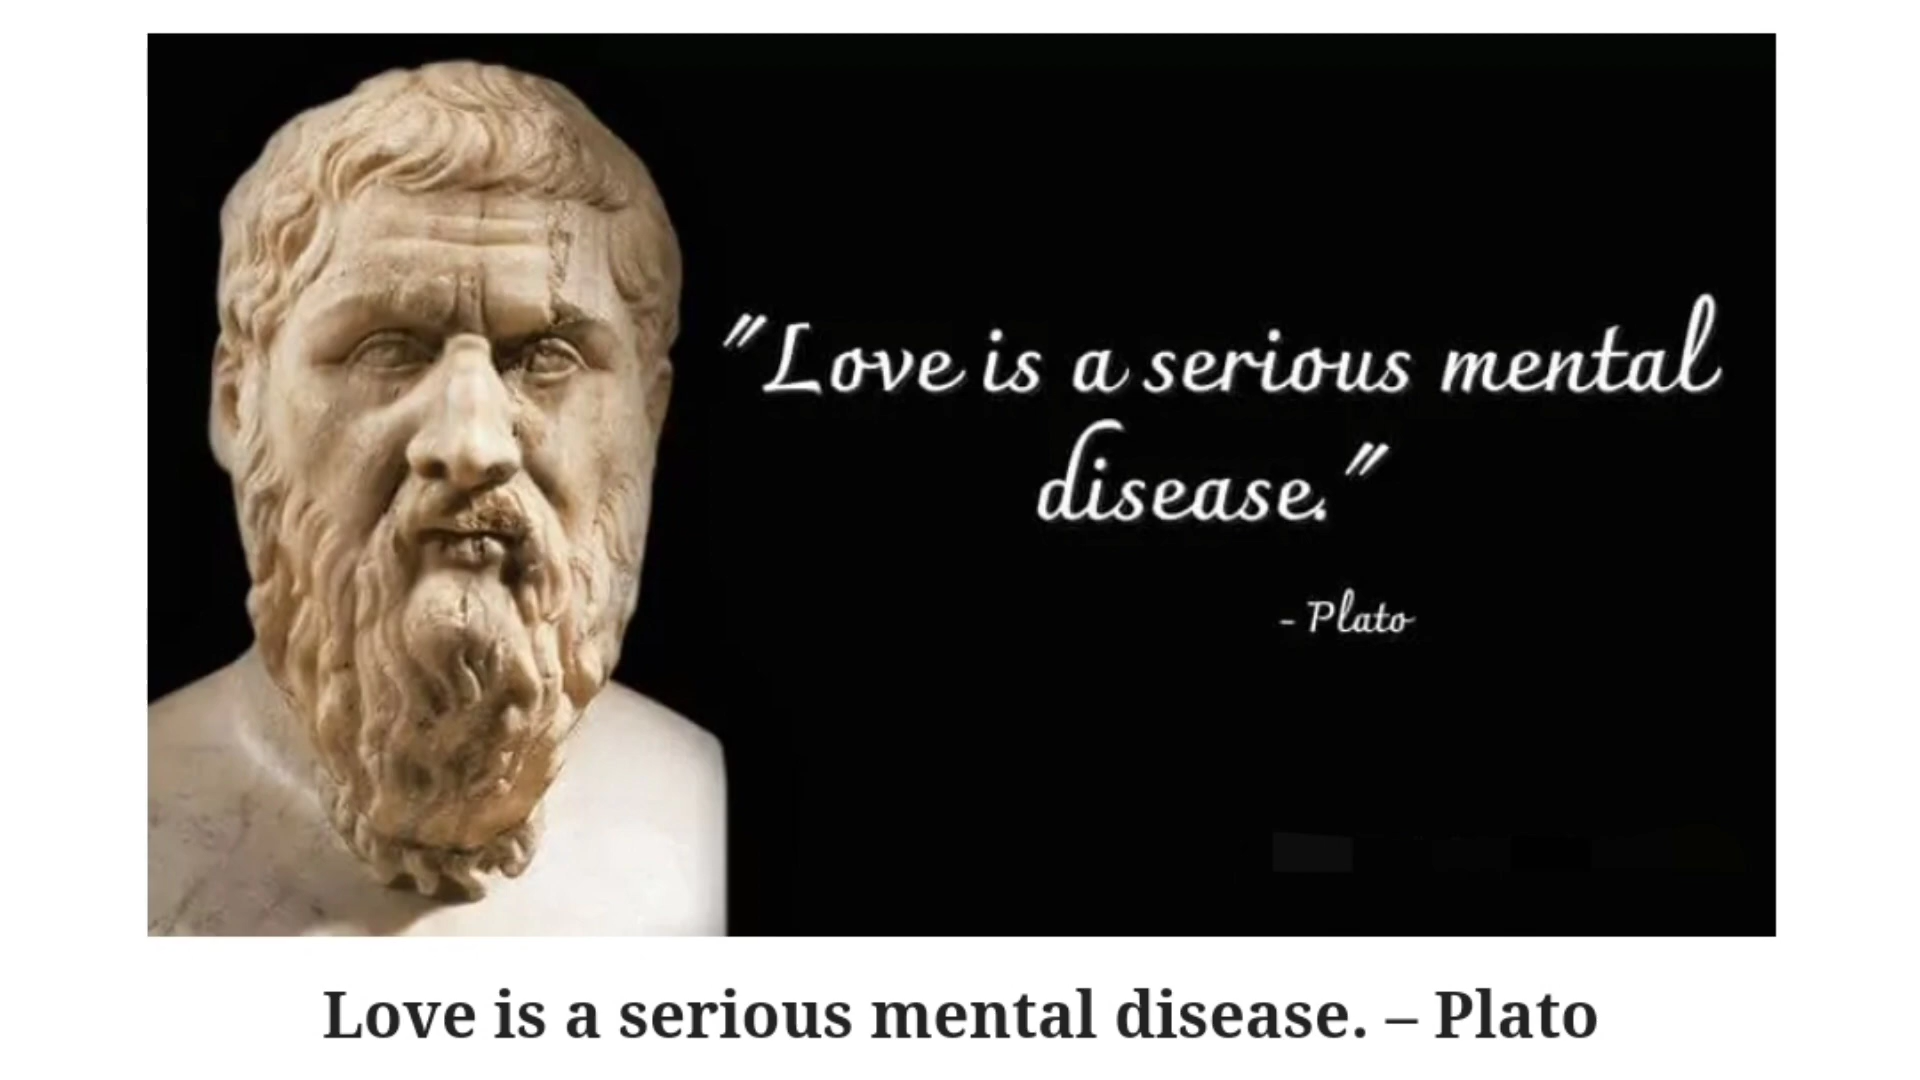 "Love is a serious mental
disease."
- Plato
Love is a serious mental disease. – Plato